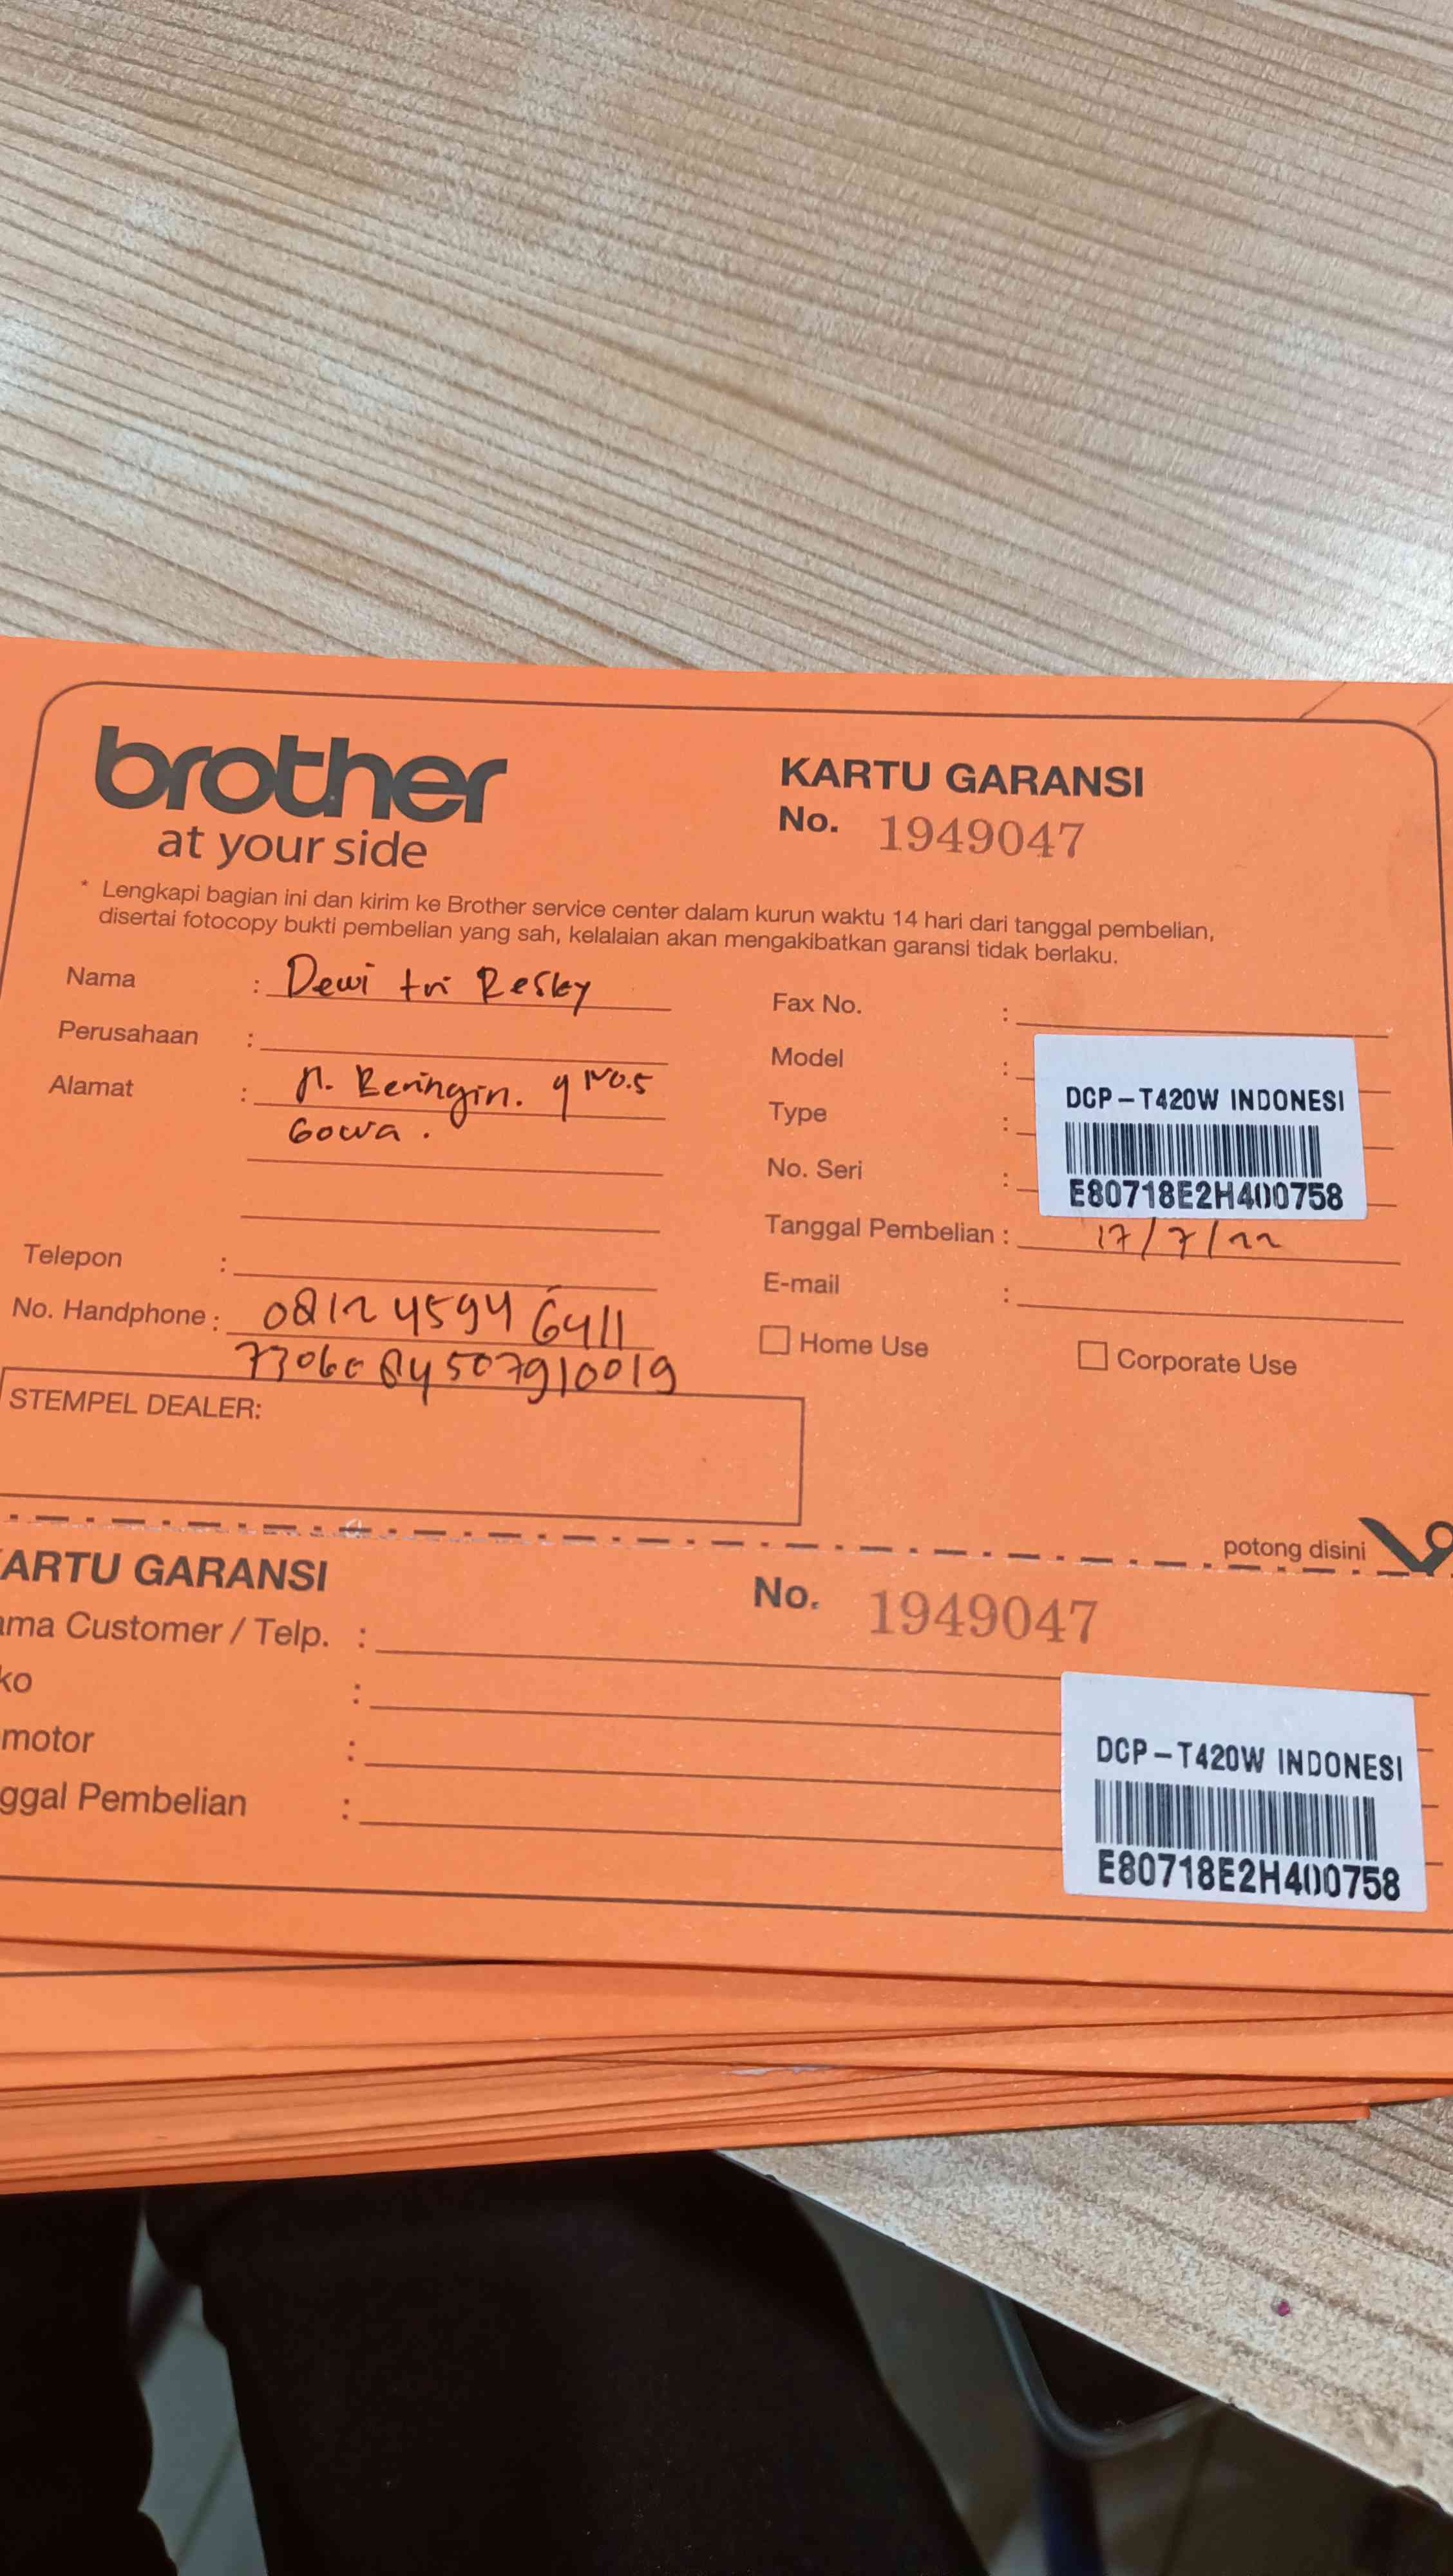 brother
at your side
KARTU GARANSI
No. 1949047
* Lengkapi bagian ini dan kirim ke Brother service center dalam kurun waktu 14 hari dari tanggal pembelian,
disertai fotocopy bukti pembelian yang sah, kelalaian akan mengakibatkan garansi tidak berlaku.
Nama : Dewi tri Resky
Perusahaan :
Alamat : Jl. Beringin. 9 No.5
Gowa.
Telepon :
No. Handphone : 0812 4594 6411
STEMPEL DEALER:
Fax No. :
Model :
Type :
No. Seri :
DCP-T420W INDONESI
E80718E2H400758
Tanggal Pembelian : 17/7/22
E-mail :
Home Use Corporate Use
potong disini
ARTU GARANSI
No. 1949047
ama Customer / Telp. :
ko :
motor :
ggal Pembelian :
DCP-T420W INDONESI
E80718E2H400758